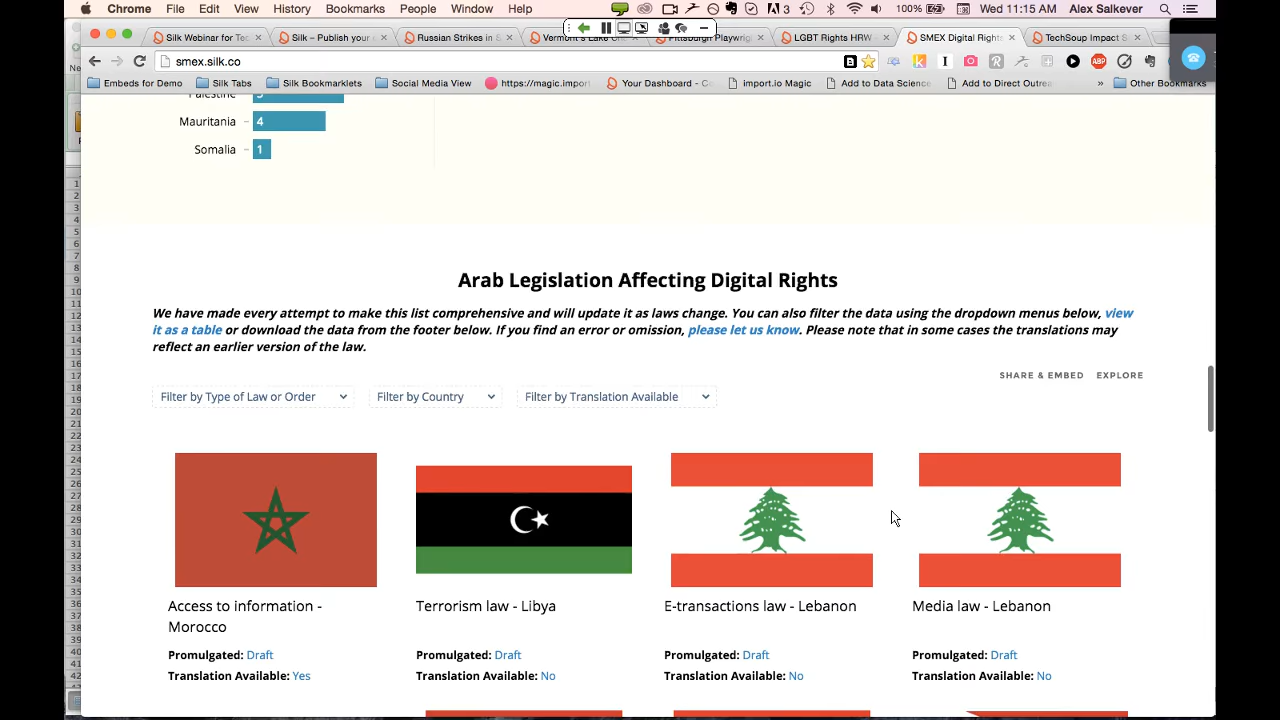 Chrome File Edit View History Bookmarks People Window Help 100% Wed 11:15 AM Alex Salkever
Silk Webinar for Tec Silk – Publish your Russian Strikes in S Vermont's Lake Ch Pittsburgh Playwrig LGBT Rights HRW SMEX Digital Rights TechSoup Impact S
smex.silk.co
Embeds for Demo Silk Tabs Silk Bookmarklets Social Media View https://magic.import Your Dashboard - Go import.io Magic Add to Data Science Add to Direct Outrea » Other Bookmarks
Palestine 5
Mauritania 4
Somalia 1
Arab Legislation Affecting Digital Rights
We have made every attempt to make this list comprehensive and will update it as laws change. You can also filter the data using the dropdown menus below, view
it as a table or download the data from the footer below. If you find an error or omission, please let us know. Please note that in some cases the translations may
reflect an earlier version of the law.
SHARE & EMBED EXPLORE
Filter by Type of Law or Order Filter by Country Filter by Translation Available
Access to information - Terrorism law - Libya E-transactions law - Lebanon Media law - Lebanon
Morocco
Promulgated: Draft Promulgated: Draft Promulgated: Draft Promulgated: Draft
Translation Available: Yes Translation Available: No Translation Available: No Translation Available: No